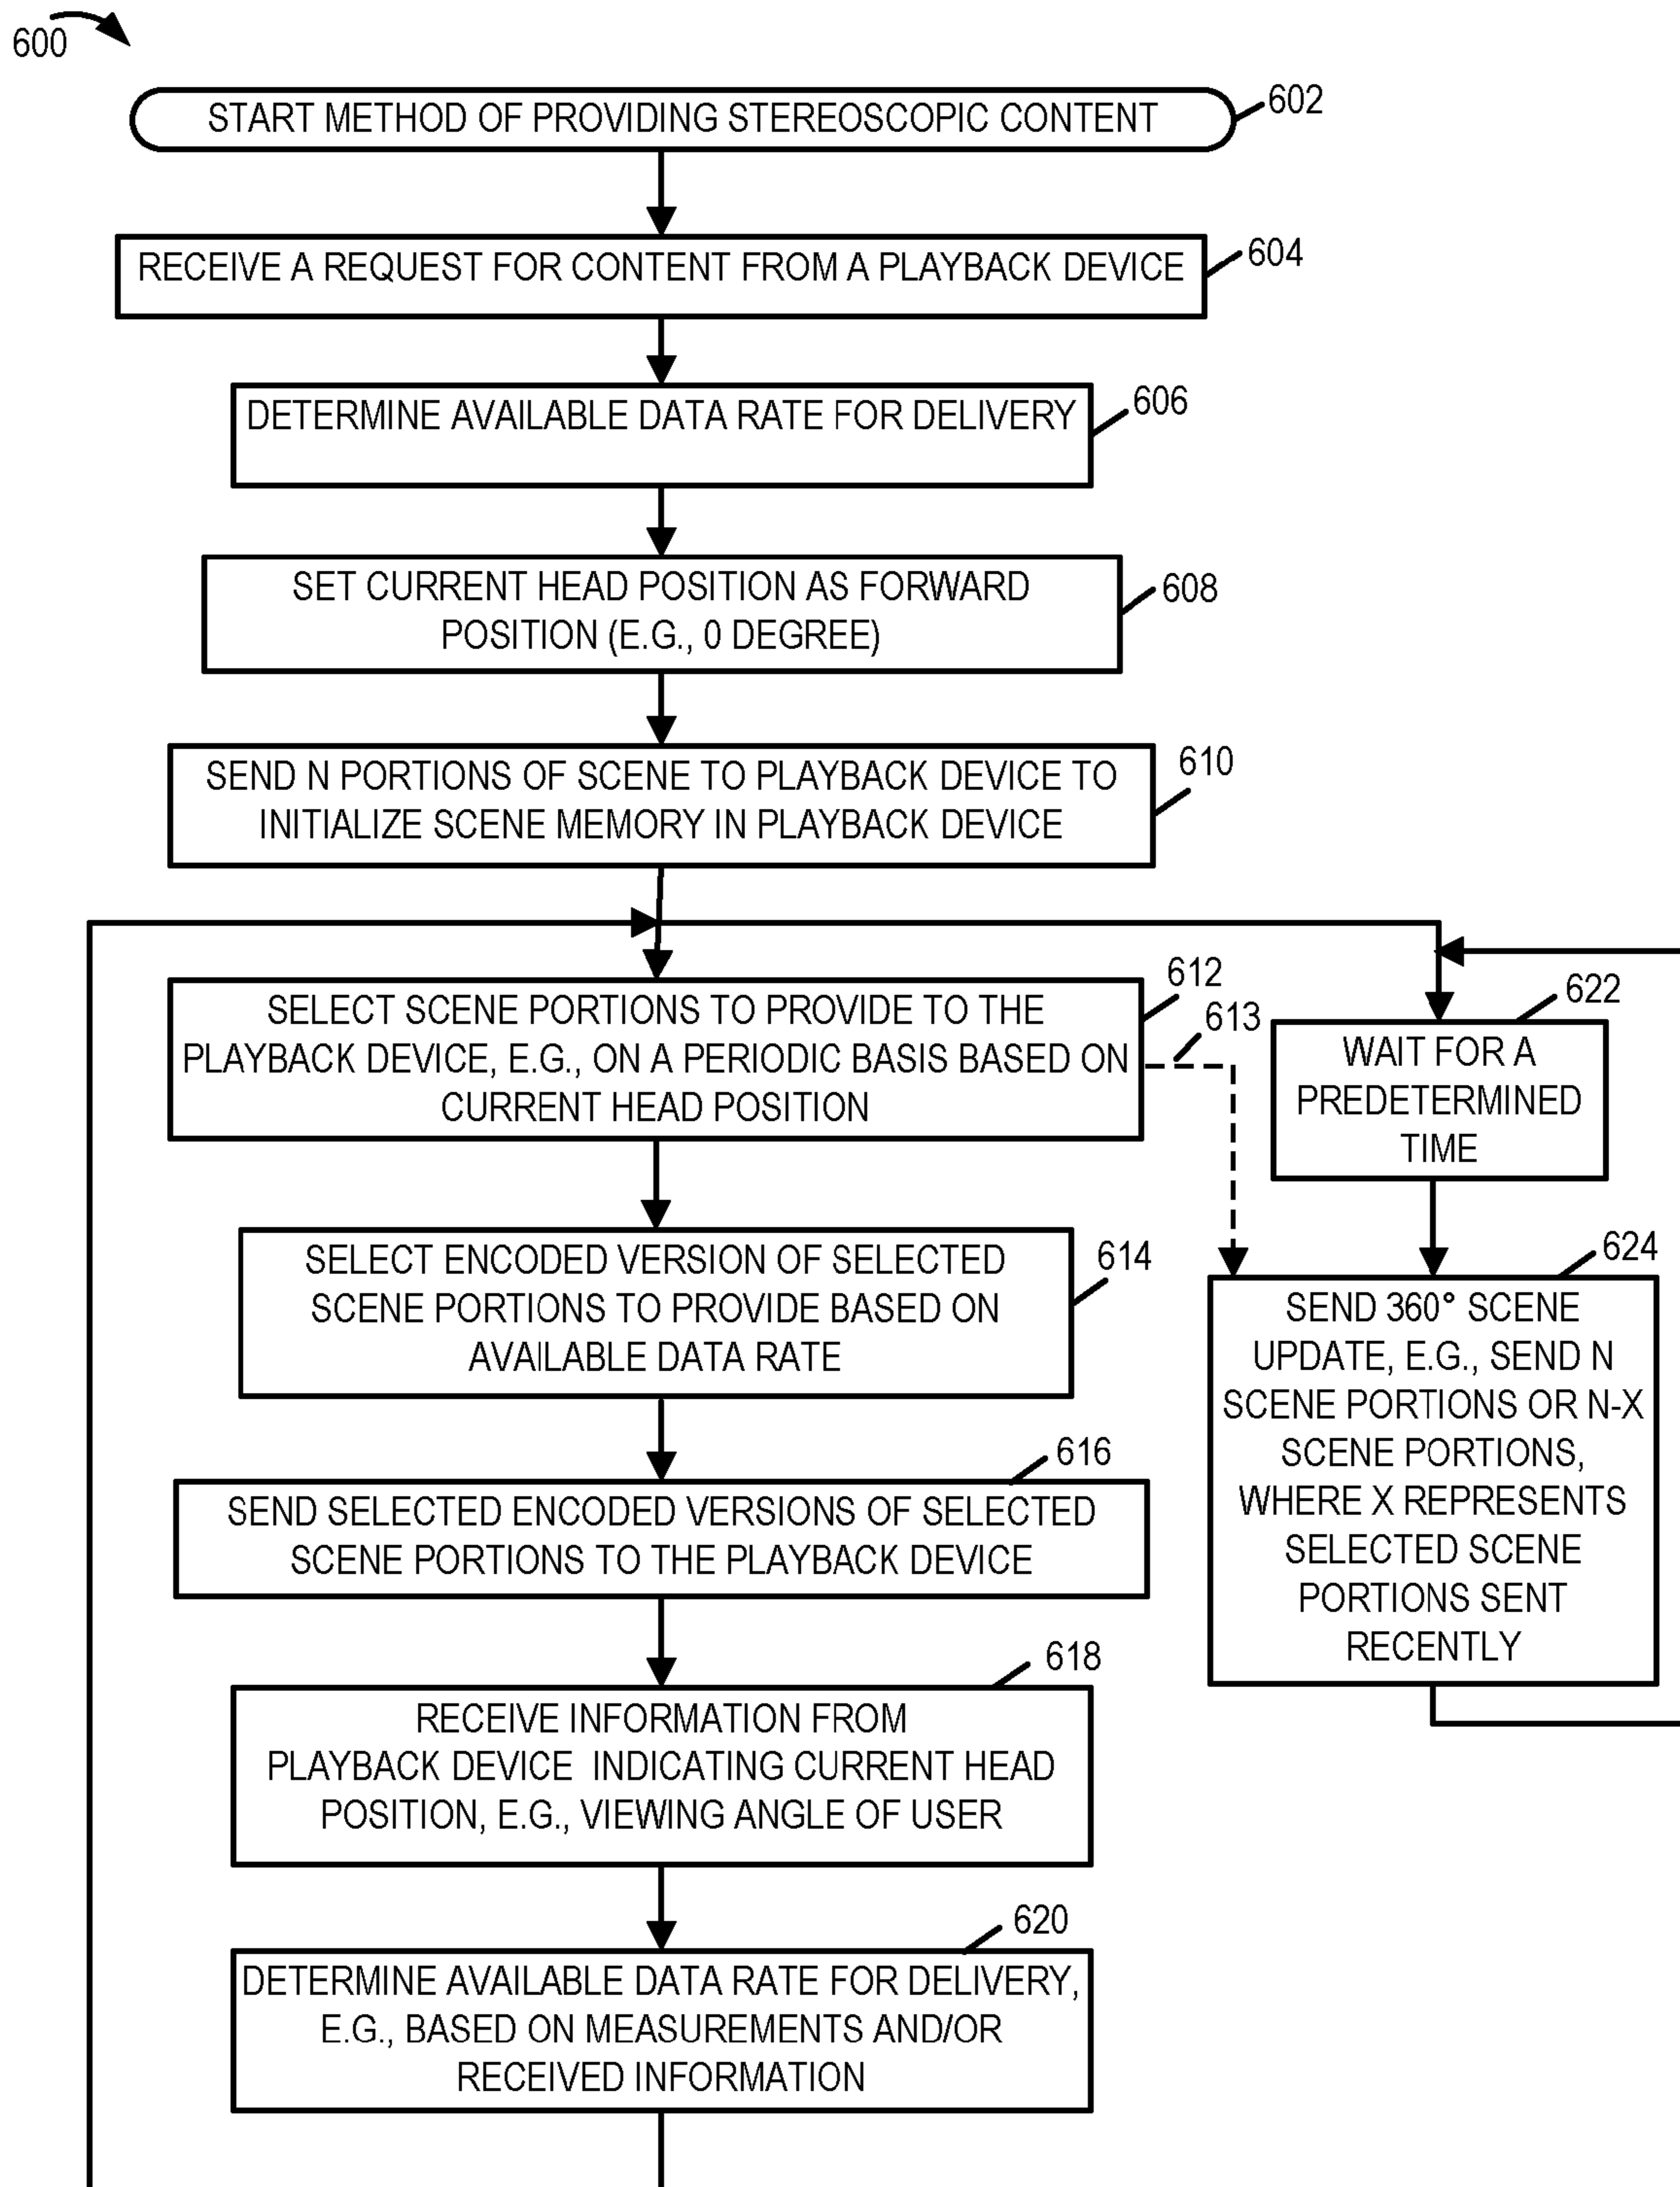 600
START METHOD OF PROVIDING STEREOSCOPIC CONTENT
602
RECEIVE A REQUEST FOR CONTENT FROM A PLAYBACK DEVICE
604
DETERMINE AVAILABLE DATA RATE FOR DELIVERY
606
SET CURRENT HEAD POSITION AS FORWARD
POSITION (E.G., 0 DEGREE)
608
SEND N PORTIONS OF SCENE TO PLAYBACK DEVICE TO
INITIALIZE SCENE MEMORY IN PLAYBACK DEVICE
610
SELECT SCENE PORTIONS TO PROVIDE TO THE
PLAYBACK DEVICE, E.G., ON A PERIODIC BASIS BASED ON
CURRENT HEAD POSITION
612
613
SELECT ENCODED VERSION OF SELECTED
SCENE PORTIONS TO PROVIDE BASED ON
AVAILABLE DATA RATE
614
SEND SELECTED ENCODED VERSIONS OF SELECTED
SCENE PORTIONS TO THE PLAYBACK DEVICE
616
RECEIVE INFORMATION FROM
PLAYBACK DEVICE INDICATING CURRENT HEAD
POSITION, E.G., VIEWING ANGLE OF USER
618
DETERMINE AVAILABLE DATA RATE FOR DELIVERY,
E.G., BASED ON MEASUREMENTS AND/OR
RECEIVED INFORMATION
620
WAIT FOR A
PREDETERMINED
TIME
622
SEND 360° SCENE
UPDATE, E.G., SEND N
SCENE PORTIONS OR N-X
SCENE PORTIONS,
WHERE X REPRESENTS
SELECTED SCENE
PORTIONS SENT
RECENTLY
624